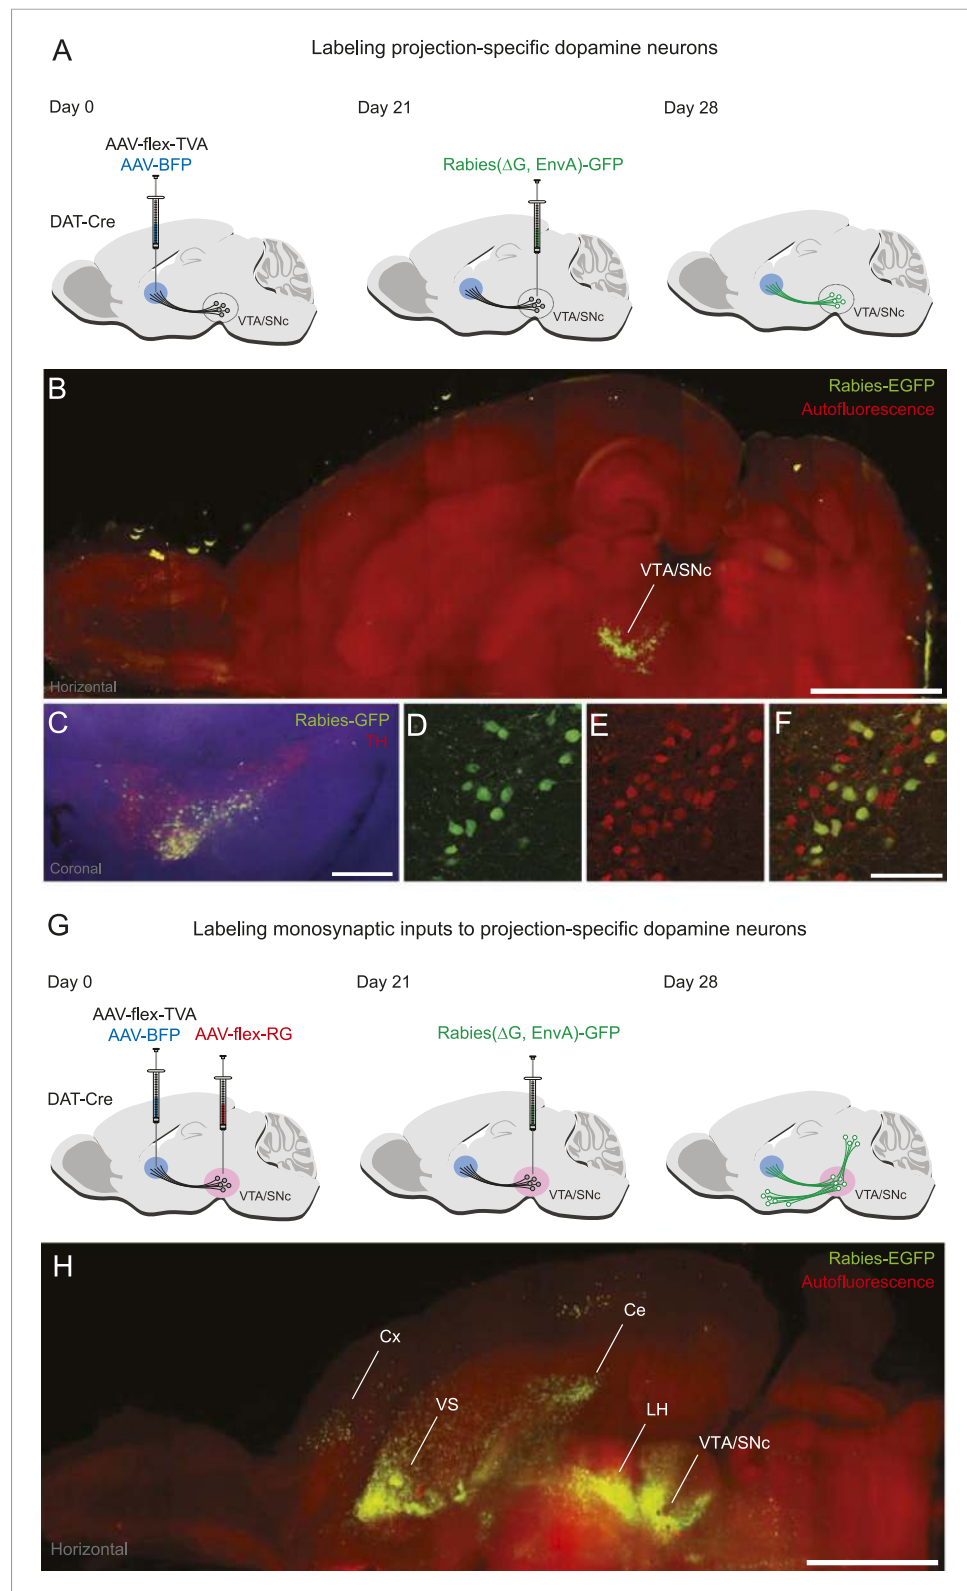 A
Labeling projection-specific dopamine neurons
Day 0
Day 21
Day 28
AAV-flex-TVA
AAV-BFP
Rabies(ΔG, EnvA)-GFP
DAT-Cre
VTA/SNc
VTA/SNc
VTA/SNc
B
Rabies-EGFP
Autofluorescence
VTA/SNc
Horizontal
C
Rabies-GFP
TH
Coronal
D
E
F
G
Labeling monosynaptic inputs to projection-specific dopamine neurons
Day 0
Day 21
Day 28
AAV-flex-TVA
AAV-BFP
AAV-flex-RG
Rabies(ΔG, EnvA)-GFP
DAT-Cre
VTA/SNc
VTA/SNc
VTA/SNc
H
Rabies-EGFP
Autofluorescence
Ce
Cx
VS
LH
VTA/SNc
Horizontal